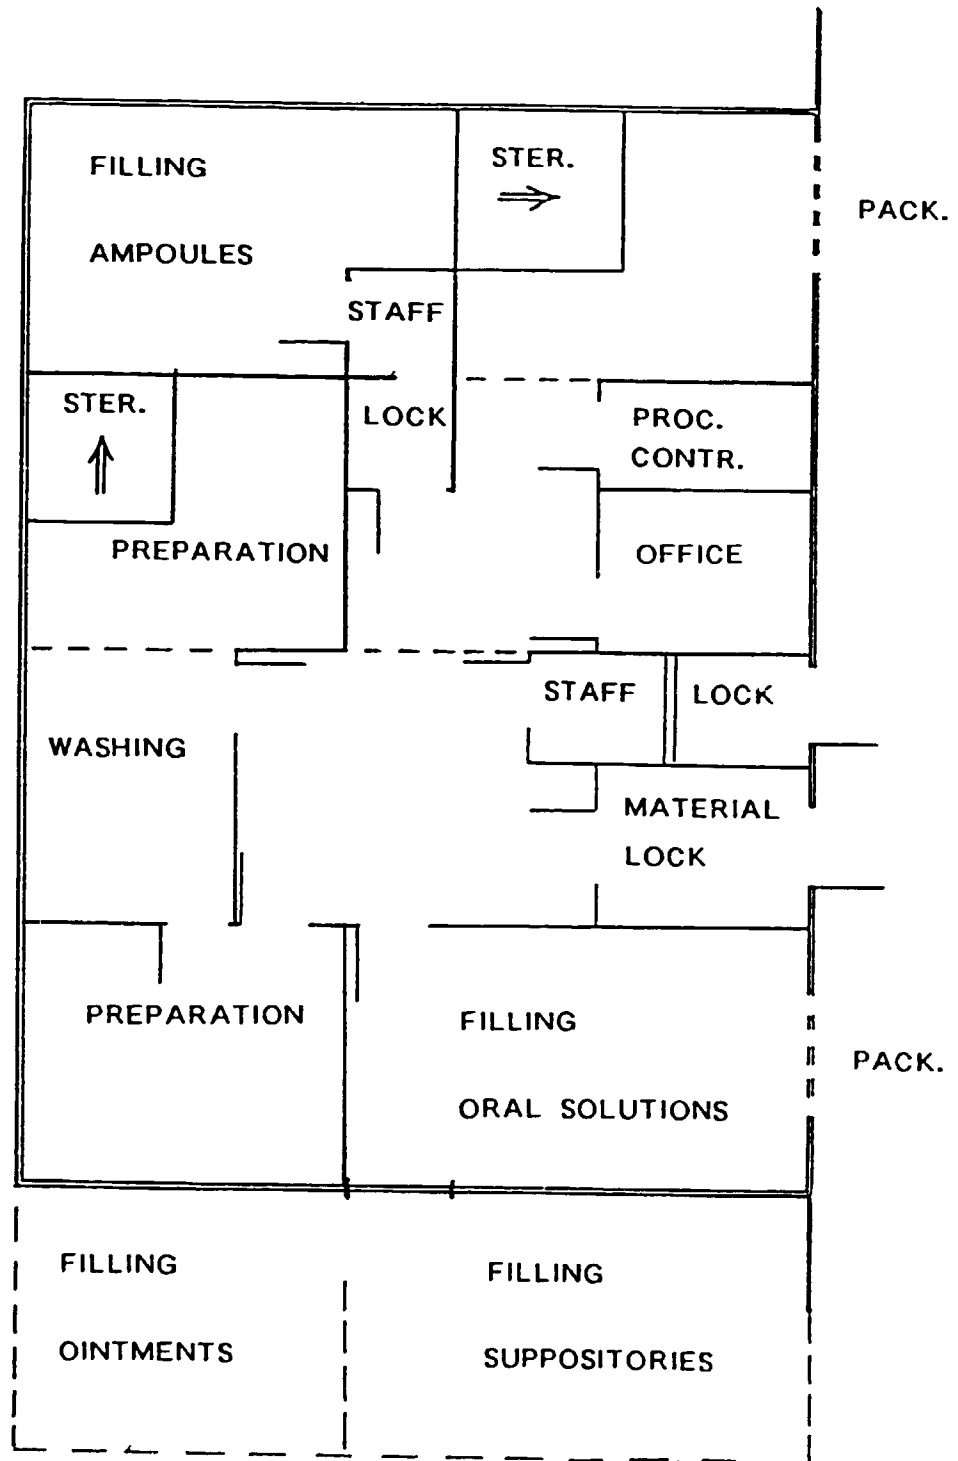 FILLING
AMPOULES
STER.
PACK.
STAFF
LOCK
STER.
PROC.
CONTR.
PREPARATION
OFFICE
STAFF
LOCK
WASHING
MATERIAL
LOCK
PREPARATION
FILLING
ORAL SOLUTIONS
PACK.
FILLING
OINTMENTS
FILLING
SUPPOSITORIES